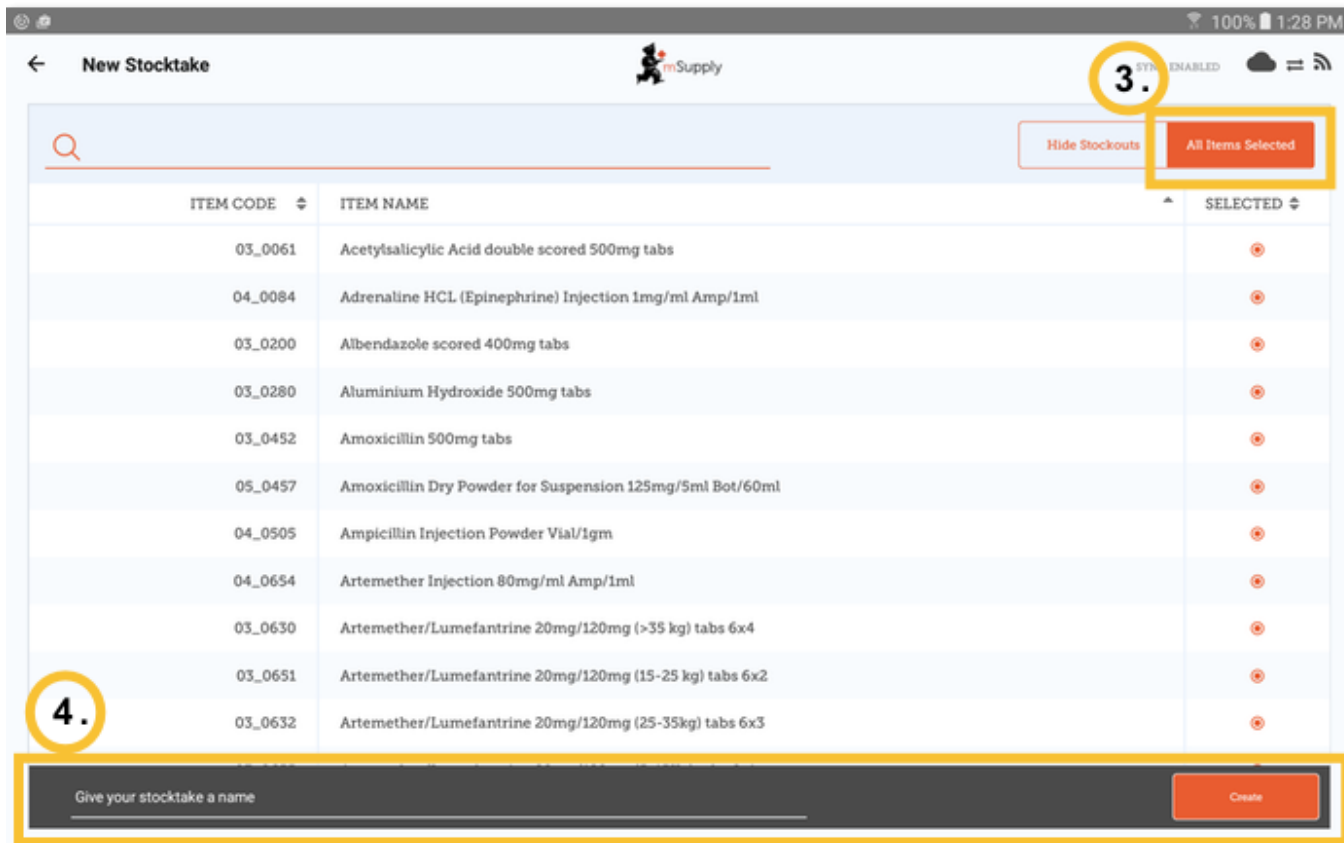 100% 1:28 PM
New Stocktake
mSupply
SYNC ENABLED
3.
Hide Stockouts
All Items Selected
ITEM CODE ITEM NAME SELECTED
03_0061 Acetylsalicylic Acid double scored 500mg tabs
04_0084 Adrenaline HCL (Epinephrine) Injection 1mg/ml Amp/1ml
03_0200 Albendazole scored 400mg tabs
03_0280 Aluminium Hydroxide 500mg tabs
03_0452 Amoxicillin 500mg tabs
05_0457 Amoxicillin Dry Powder for Suspension 125mg/5ml Bot/60ml
04_0505 Ampicillin Injection Powder Vial/1gm
04_0654 Artemether Injection 80mg/ml Amp/1ml
03_0630 Artemether/Lumefantrine 20mg/120mg (>35 kg) tabs 6x4
03_0651 Artemether/Lumefantrine 20mg/120mg (15-25 kg) tabs 6x2
4.
03_0632 Artemether/Lumefantrine 20mg/120mg (25-35kg) tabs 6x3
Give your stocktake a name
Create